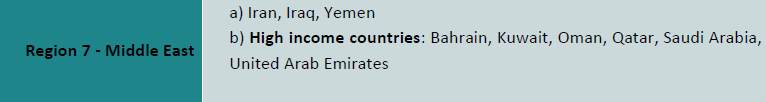 Region 7 - Middle East
a) Iran, Iraq, Yemen
b) High income countries: Bahrain, Kuwait, Oman, Qatar, Saudi Arabia,
United Arab Emirates